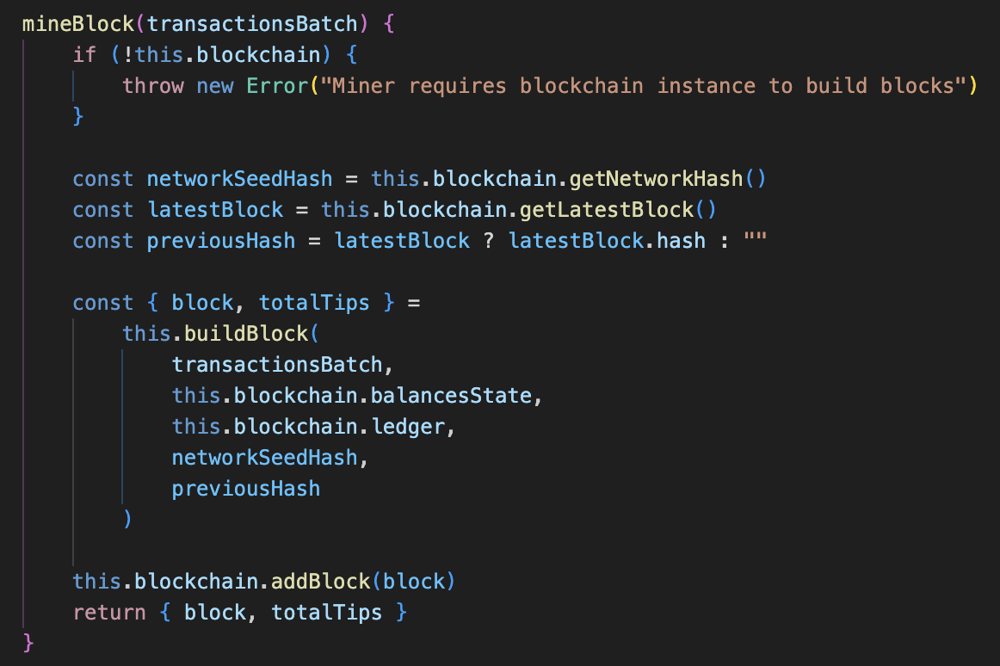 mineBlock(transactionsBatch) {
    if (!this.blockchain) {
        throw new Error("Miner requires blockchain instance to build blocks")
    }

    const networkSeedHash = this.blockchain.getNetworkHash()
    const latestBlock = this.blockchain.getLatestBlock()
    const previousHash = latestBlock ? latestBlock.hash : ""

    const { block, totalTips } =
        this.buildBlock(
            transactionsBatch,
            this.blockchain.balancesState,
            this.blockchain.ledger,
            networkSeedHash,
            previousHash
        )

    this.blockchain.addBlock(block)
    return { block, totalTips }
}